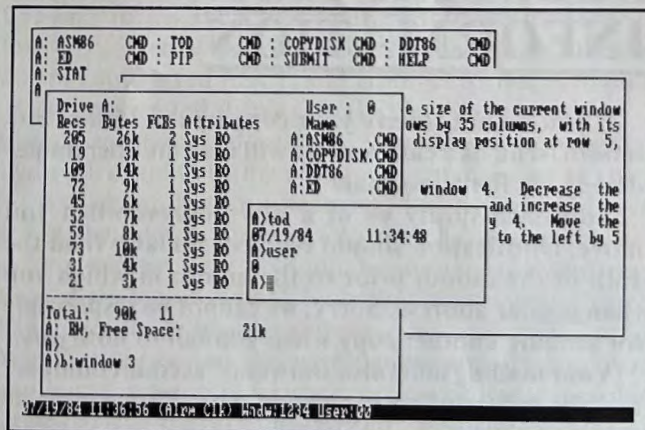 A: ASM86 CMD : TOD CMD : COPYDISK CMD : DDT86 CMD
A: ED CMD : PIP CMD : SUBMIT CMD : HELP CMD
A: STAT
A
Drive A: User : 0
Recs Bytes FCBs Attributes Name
205 26k 2 Sys RO A:ASM86 .CMD
19 3k 1 Sys RO A:COPYDISK.CMD
109 14k 1 Sys RO A:DDT86 .CMD
72 9k 1 Sys RO A:ED .CMD
45 6k 1 Sys RO
52 7k 1 Sys RO
59 8k 1 Sys RO
73 10k 1 Sys RO
31 4k 1 Sys RO
21 3k 1 Sys RO
Total: 90k 11
A: RW, Free Space: 21k
A>
A>b:window 3
A>tod
07/19/84 11:34:48
A>user
0
A>
e size of the current window
ows by 35 columns, with its
display position at row 5,
window 4. Decrease the
and increase the
y 4. Move the
to the left by 5
07/19/84 11:36:56 (Alrm Clk) Wndw:1234 User:00